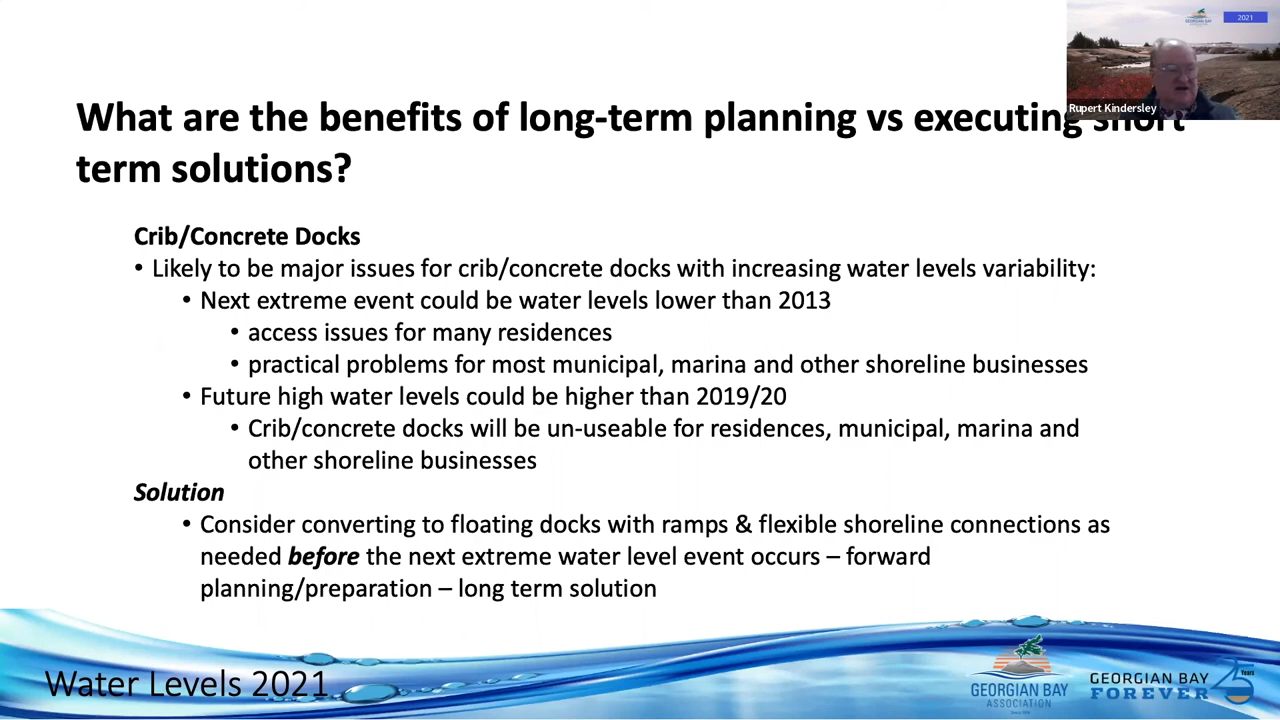 GEORGIAN BAY
2021
Rupert Kindersley
What are the benefits of long-term planning vs executing short
term solutions?
Crib/Concrete Docks
• Likely to be major issues for crib/concrete docks with increasing water levels variability:
• Next extreme event could be water levels lower than 2013
• access issues for many residences
• practical problems for most municipal, marina and other shoreline businesses
• Future high water levels could be higher than 2019/20
• Crib/concrete docks will be un-useable for residences, municipal, marina and
other shoreline businesses
Solution
• Consider converting to floating docks with ramps & flexible shoreline connections as
needed before the next extreme water level event occurs – forward
planning/preparation – long term solution
Water Levels 2021
GEORGIAN BAY
ASSOCIATION
GEORGIAN BAY
FOREVER
25 Years